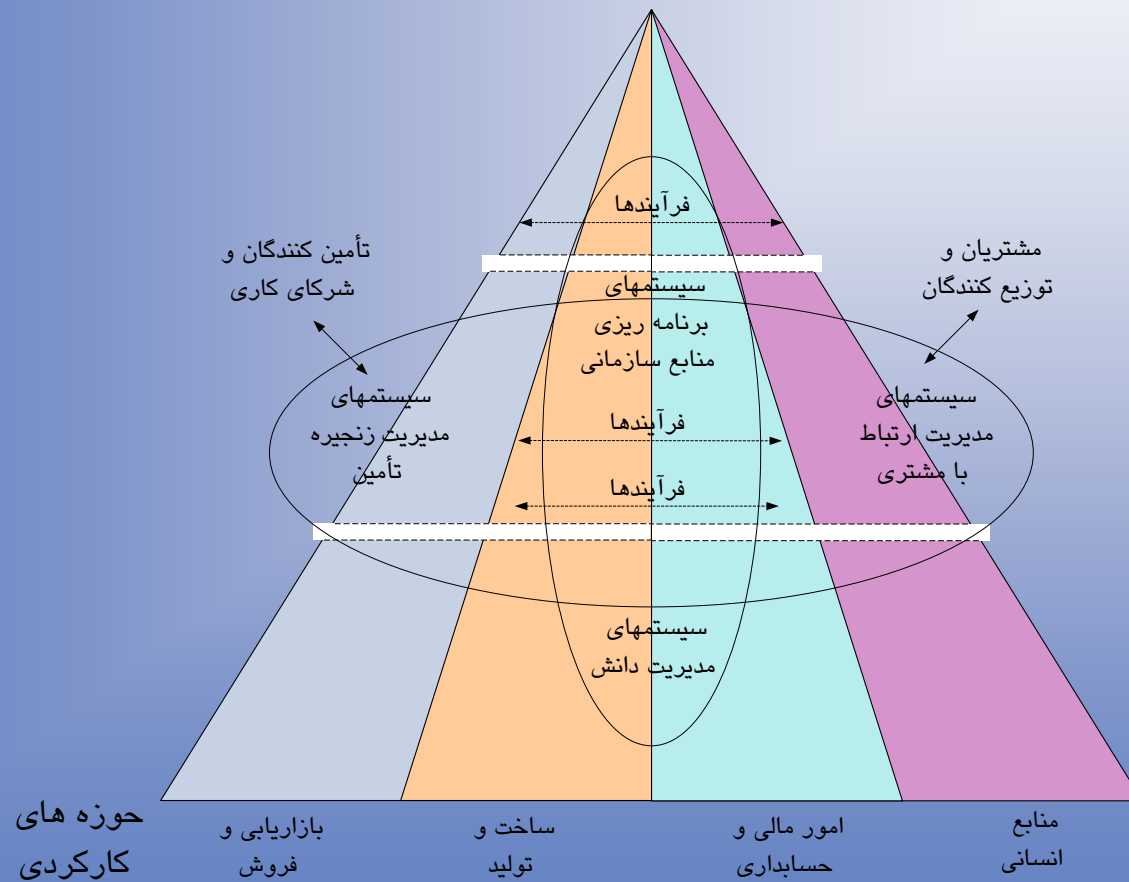 فرآیندها
مشتریان و
توزیع کنندگان
تأمین کنندگان و
شرکای کاری
سیستمهای
برنامه ریزی
منابع سازمانی
سیستمهای
مدیریت ارتباط
با مشتری
سیستمهای
مدیریت زنجیره
تأمین
فرآیندها
فرآیندها
سیستمهای
مدیریت دانش
منابع
انسانی
امور مالی و
حسابداری
ساخت و
تولید
بازاریابی و
فروش
حوزه های
کارکردی